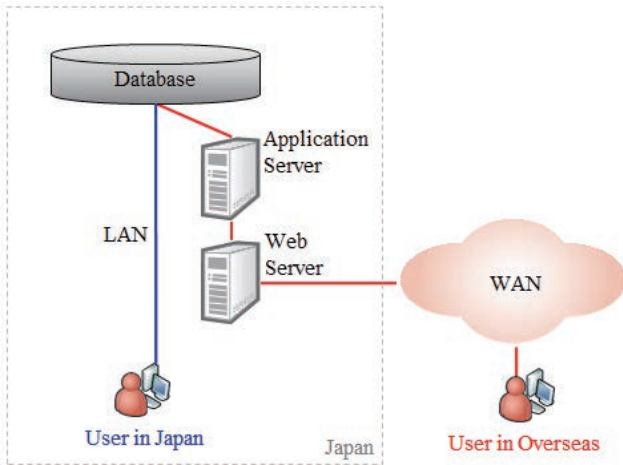 Database
Application
Server
LAN
Web
Server
WAN
User in Japan
Japan
User in Overseas